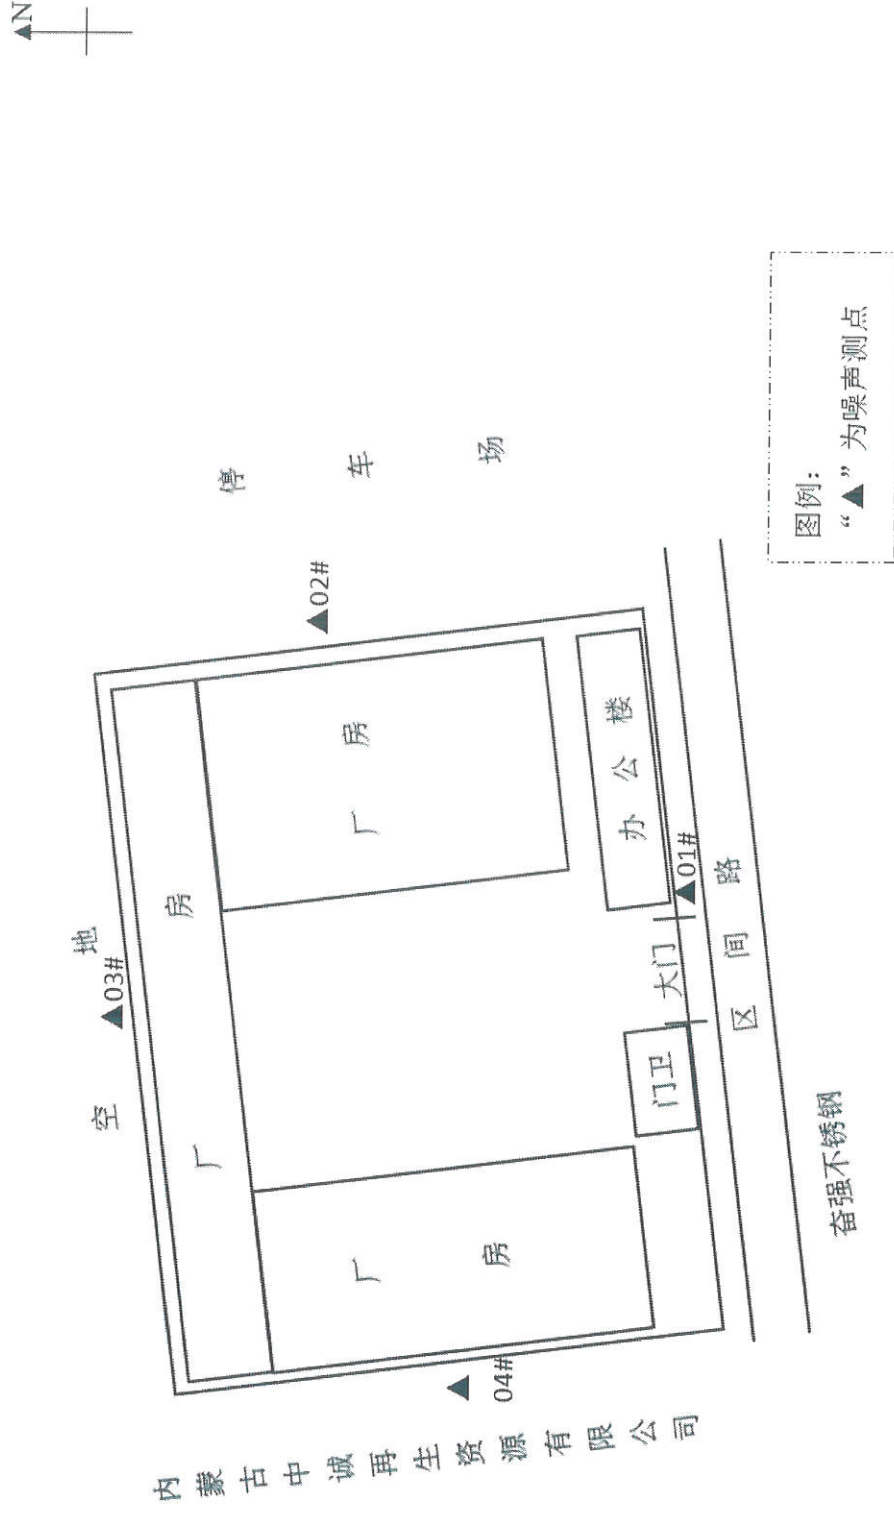 N
空 地
▲03#
厂 房
厂 房
厂 房
▲02#
停车场
▲
04#
内蒙古中诚再生资源有限公司
门卫
大门
办公楼
▲01#
区间路
奋强不锈钢
图例：
“▲”为噪声测点